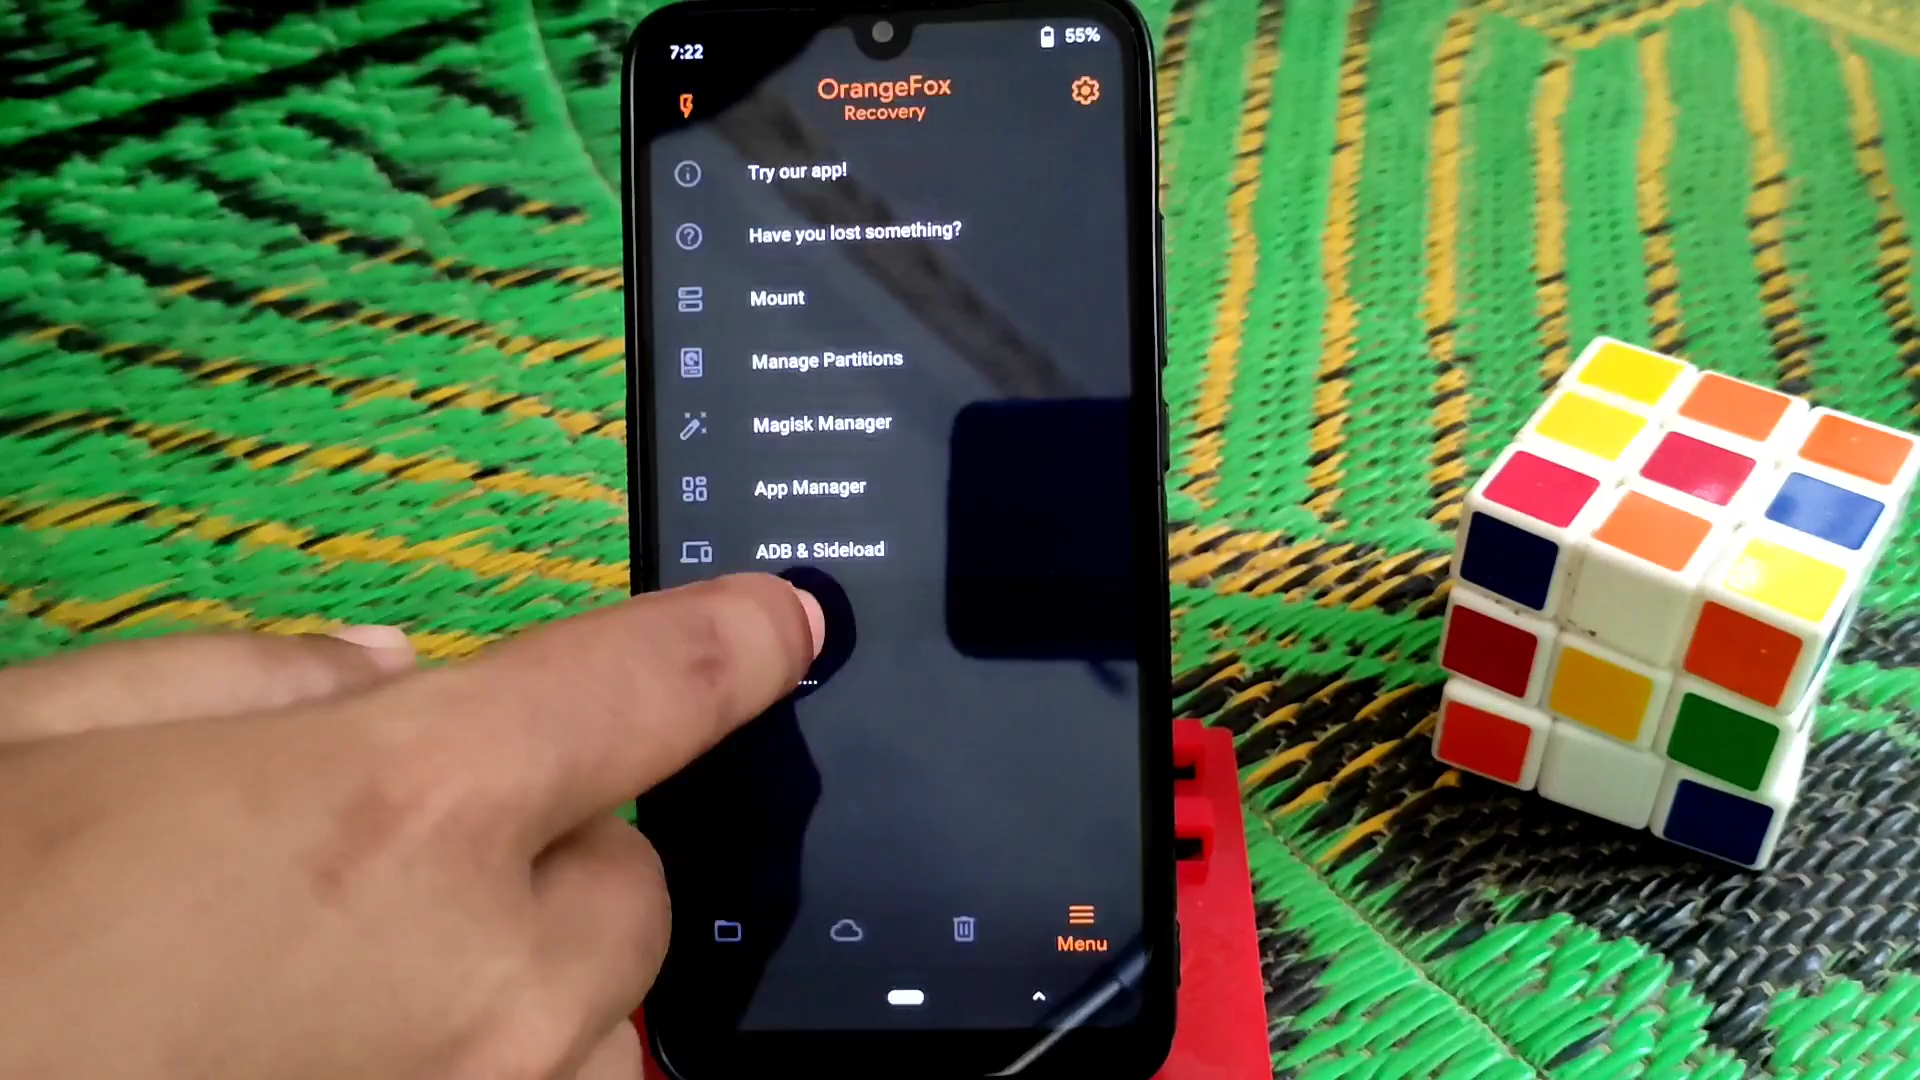 7:22
55%
OrangeFox
Recovery
Try our app!
Have you lost something?
Mount
Manage Partitions
Magisk Manager
App Manager
ADB & Sideload
....
Menu